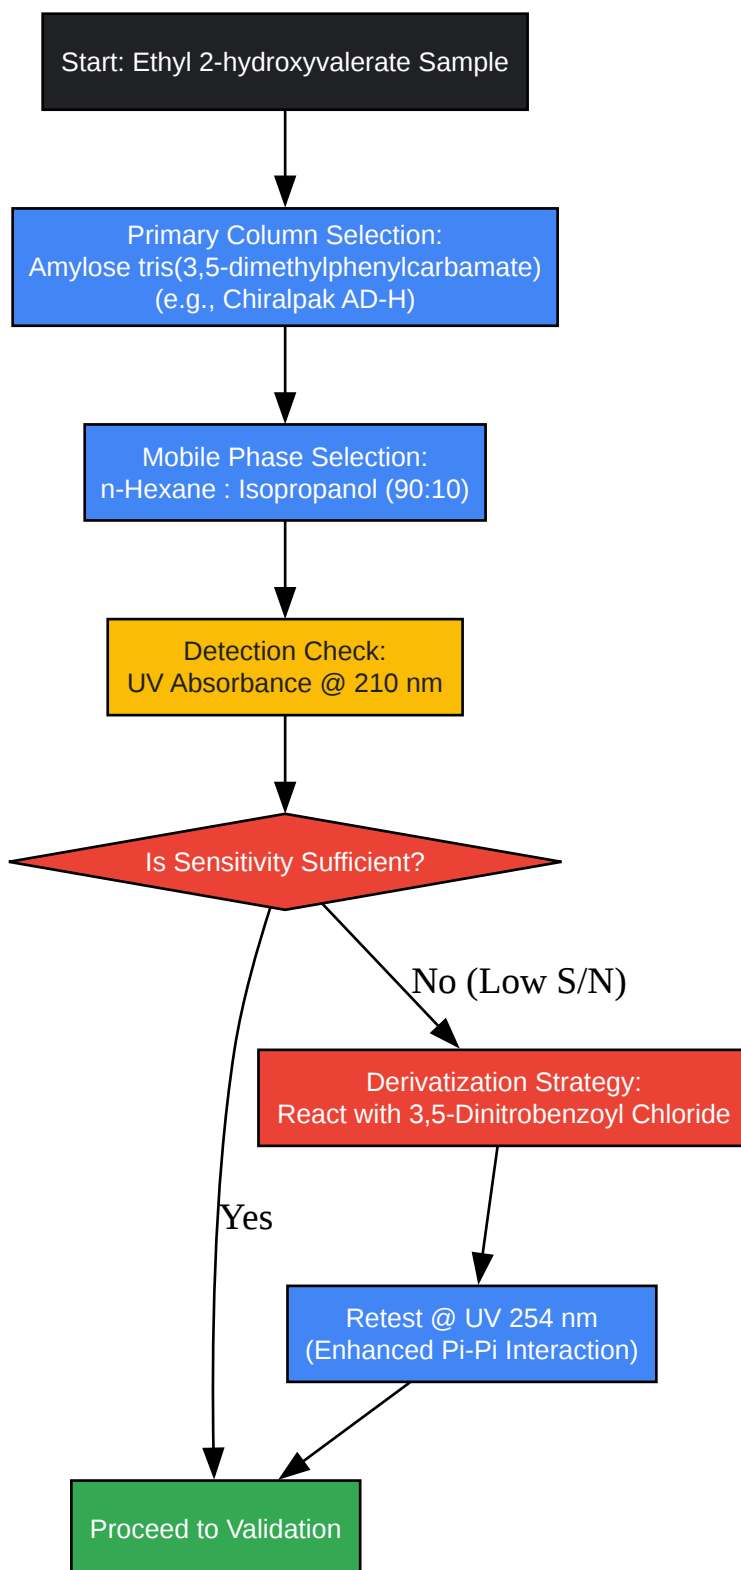 Start: Ethyl 2-hydroxyvalerate Sample
Primary Column Selection:
Amylose tris(3,5-dimethylphenylcarbamate)
(e.g., Chiralpak AD-H)
Mobile Phase Selection:
n-Hexane : Isopropanol (90:10)
Detection Check:
UV Absorbance @ 210 nm
Is Sensitivity Sufficient?
No (Low S/N)
Derivatization Strategy:
React with 3,5-Dinitrobenzoyl Chloride
Yes
Retest @ UV 254 nm
(Enhanced Pi-Pi Interaction)
Proceed to Validation